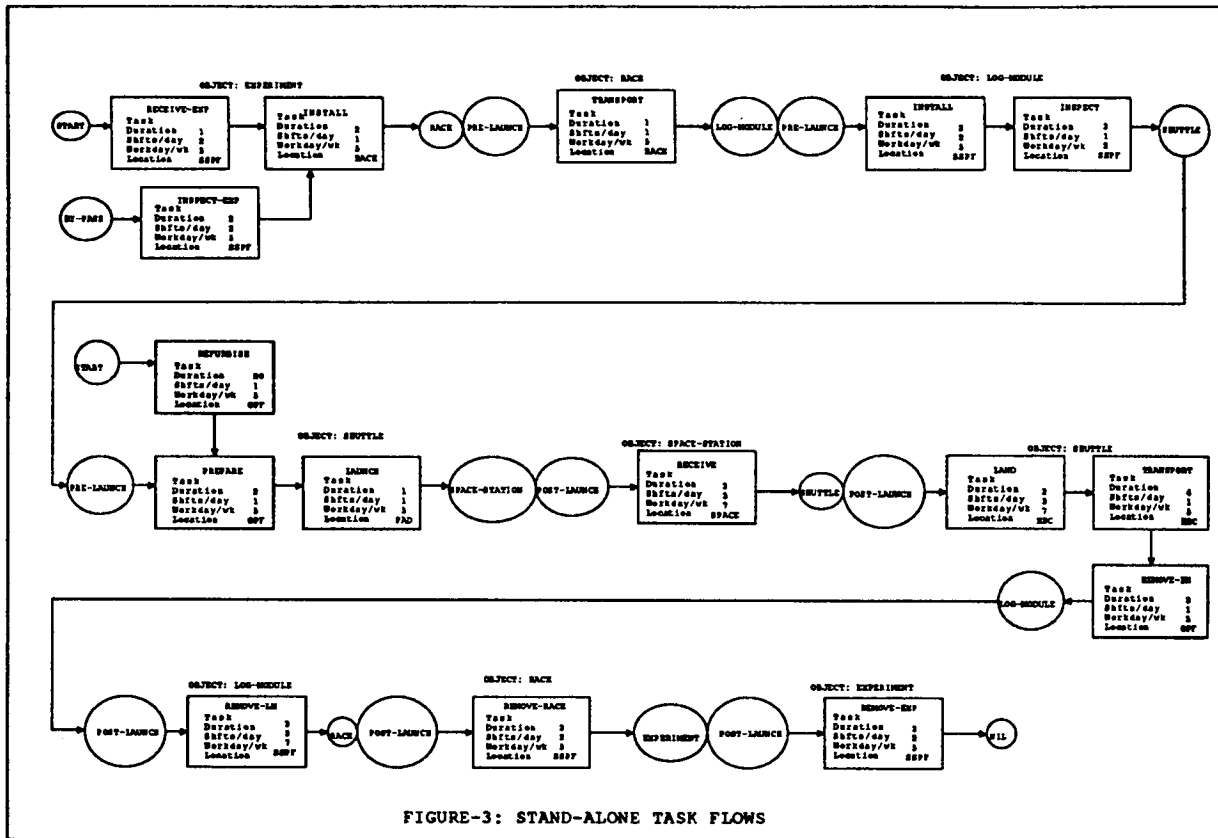 OBJECT: EXPERIMENT
OBJECT: RACK
OBJECT: LOG-MODULE
START
RECEIVE-EXP
Task
Duration 1
Shfts/day 2
Workday/wk 5
Location SSPF
INSTALL
Task
Duration 2
Shfts/day 1
Workday/wk 5
Location RACK
RACK
PRE-LAUNCH
TRANSPORT
Task
Duration 1
Shfts/day 1
Workday/wk 5
Location RACK
LOG-MODULE
PRE-LAUNCH
INSTALL
Task
Duration
Shfts/day 2
Workday/wk 5
Location SSPF
INSPECT
Task
Duration
Shfts/day 1
Workday/wk
Location SSPF
SHUTTLE
BY-PASS
INSPECT-EXP
Task
Duration 2
Shfts/day 2
Workday/wk 5
Location SSPF
START
REFURBISH
Task
Duration
Shfts/day 1
Workday/wk 5
Location OPF
OBJECT: SHUTTLE
OBJECT: SPACE-STATION
OBJECT: SHUTTLE
PRE-LAUNCH
PREPARE
Task
Duration 2
Shfts/day 1
Workday/wk 5
Location OPF
LAUNCH
Task
Duration 1
Shfts/day 1
Workday/wk 5
Location PAD
SPACE-STATION
POST-LAUNCH
RECEIVE
Task
Duration
Shfts/day 3
Workday/wk 7
Location SPACE
SHUTTLE
POST-LAUNCH
LAND
Task
Duration 2
Shfts/day 3
Workday/wk 7
Location
TRANSPORT
Task
Duration 4
Shfts/day 1
Workday/wk 5
Location
LOG-MODULE
Task
Duration
Shfts/day 1
Workday/wk 5
Location OPF
OBJECT: LOG-MODULE
OBJECT: RACK
OBJECT: EXPERIMENT
POST-LAUNCH
REMOVE-LM
Task
Duration
Shfts/day
Workday/wk 7
Location SSPF
RACK
POST-LAUNCH
REMOVE-RACK
Task
Duration
Shfts/day
Workday/wk 5
Location SSPF
EXPERIMENT
POST-LAUNCH
REMOVE-EXP
Task
Duration
Shfts/day 2
Workday/wk 5
Location SSPF
NIL
FIGURE-3: STAND-ALONE TASK FLOWS